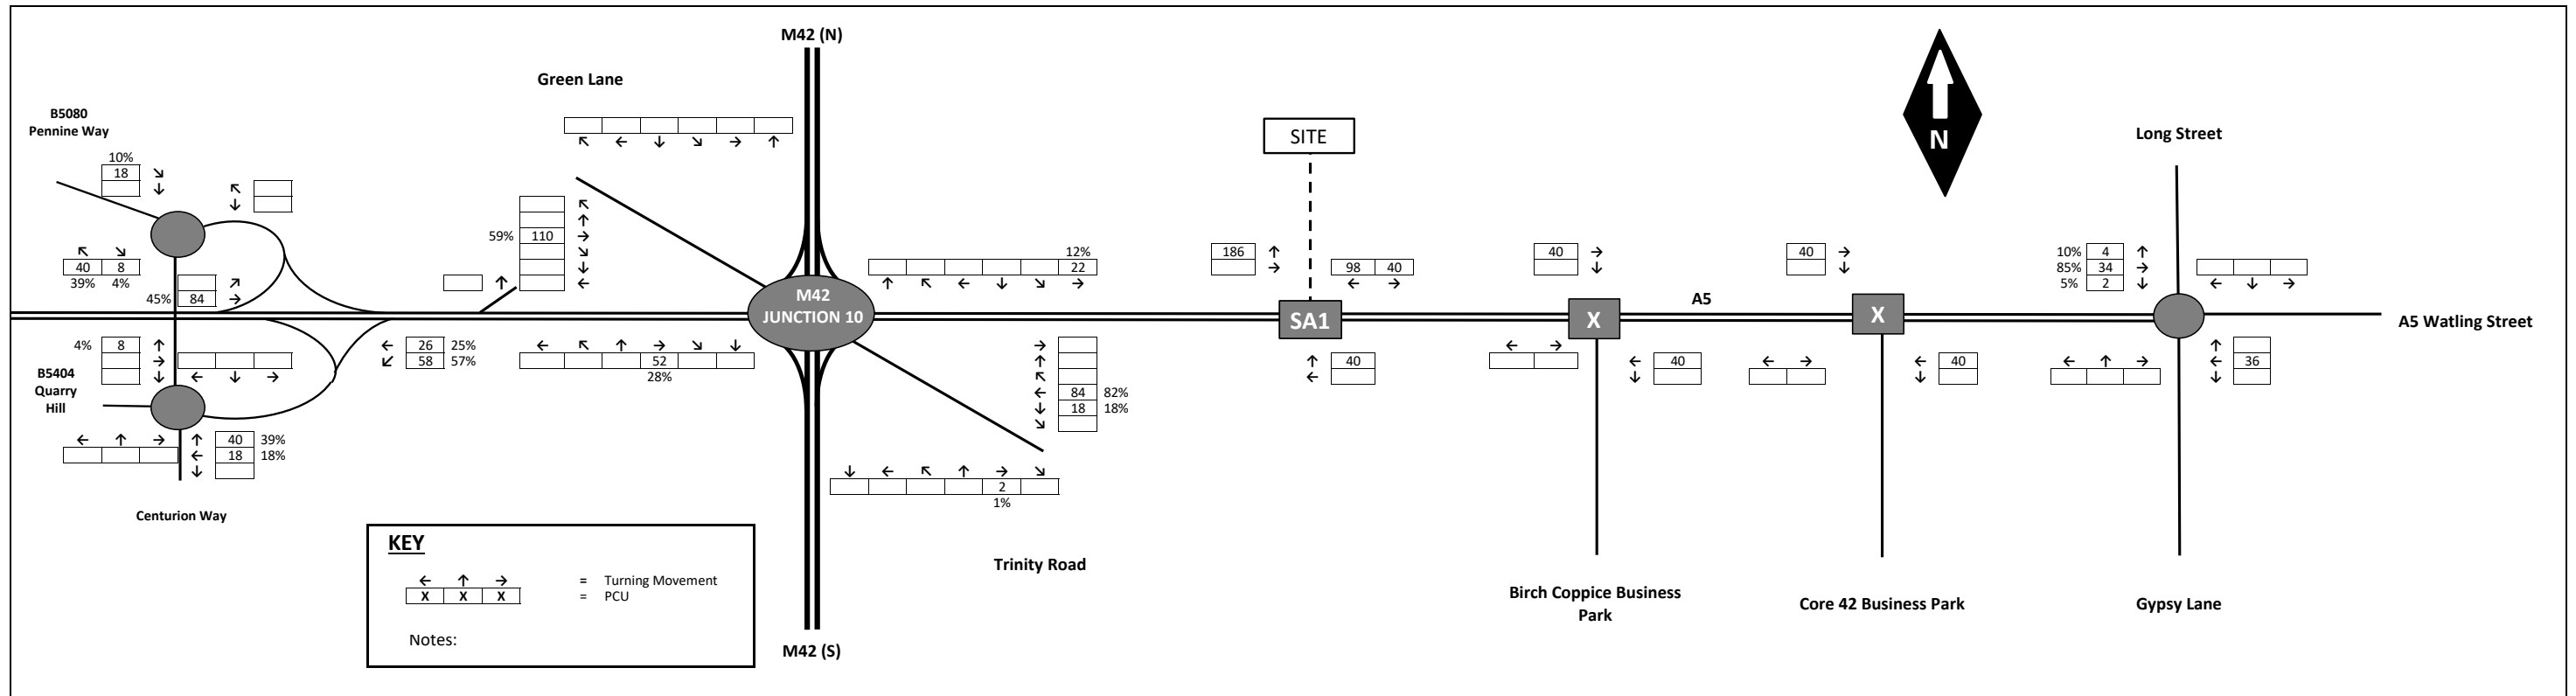 M42 (N)
Green Lane
B5080
Pennine Way
Long Street
SITE
N
10%
18
40 8
39% 4%
45% 84
59% 110
12%
22
186
98 40
40
40
10% 4
85% 34
5% 2
M42
JUNCTION 10
SA1
X
A5
X
A5 Watling Street
4% 8
B5404
Quarry
Hill
26 25%
58 57%
52
28%
84 82%
18 18%
40
40
40
36
40 39%
18 18%
2
1%
Centurion Way
KEY
= Turning Movement
X X X = PCU
Notes:
Trinity Road
M42 (S)
Birch Coppice Business
Park
Core 42 Business Park
Gypsy Lane